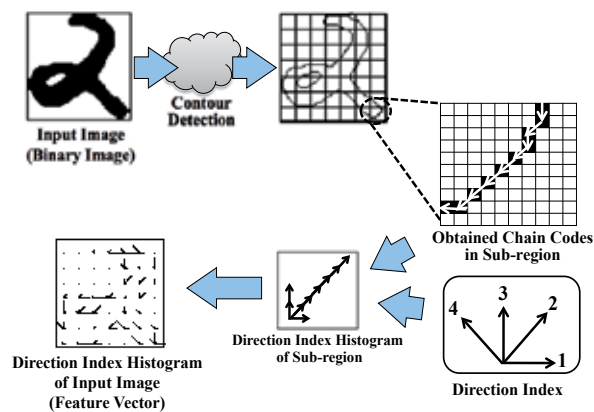 Contour
Detection
Input Image
(Binary Image)
Obtained Chain Codes
in Sub-region
4
3
2
1
Direction Index
Direction Index Histogram
of Sub-region
Direction Index Histogram
of Input Image
(Feature Vector)